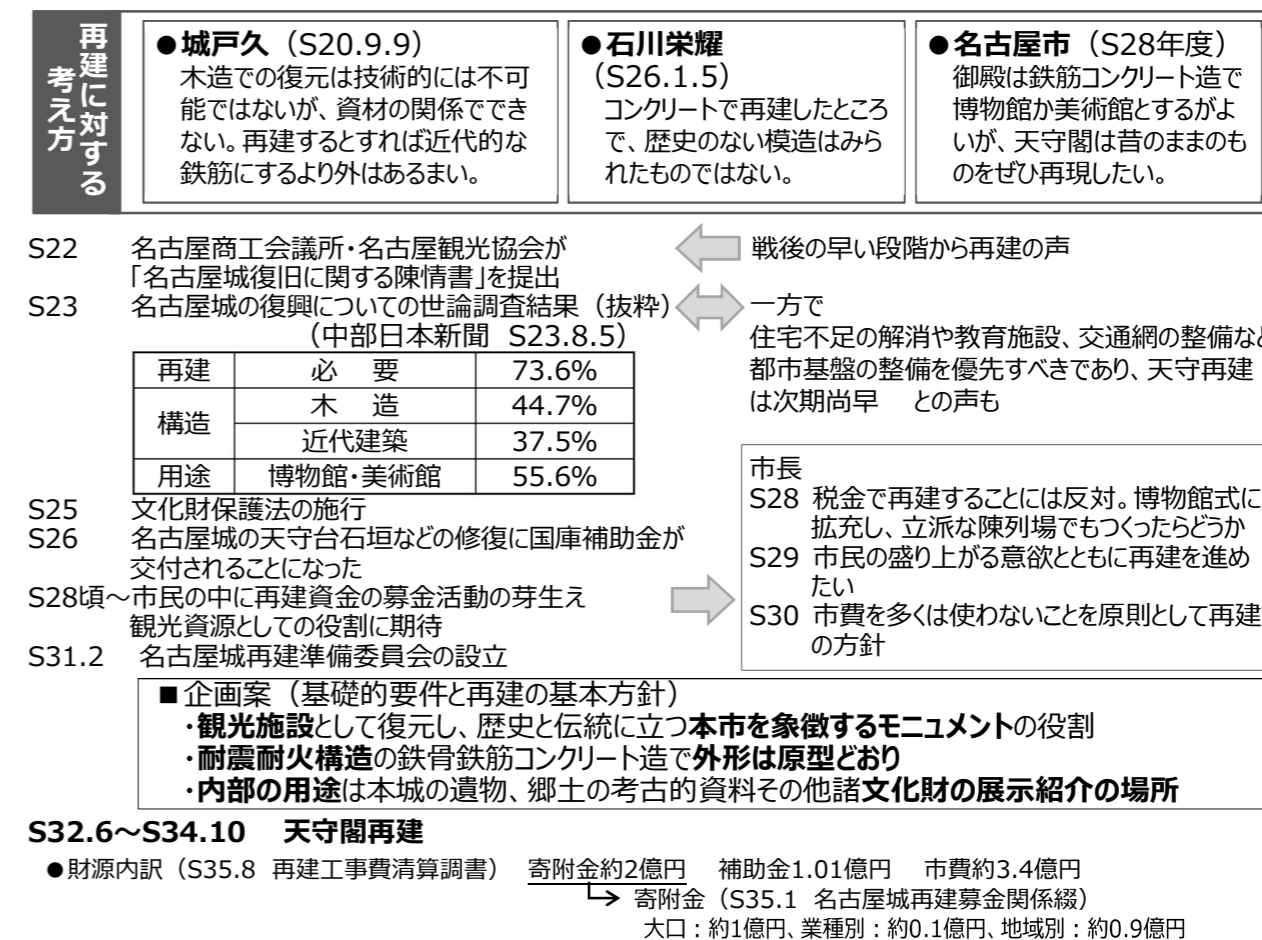 再建に対する
考え方
●城戸久（S20.9.9）
木造での復元は技術的には不可
能ではないが、資材の関係ででき
ない。再建するとすれば近代的な
鉄筋にするより外はあるまい。
●石川栄耀
（S26.1.5）
コンクリートで再建したところ
で、歴史のない模造はみら
れたものではない。
●名古屋市（S28年度）
御殿は鉄筋コンクリート造で
博物館か美術館とするがよ
いが、天守閣は昔のままのも
のをぜひ再現したい。
S22 名古屋商工会議所・名古屋観光協会が
「名古屋城復旧に関する陳情書」を提出
戦後の早い段階から再建の声
S23 名古屋城の復興についての世論調査結果（抜粋）
（中部日本新聞 S23.8.5）
一方で
住宅不足の解消や教育施設、交通網の整備など
都市基盤の整備を優先すべきであり、天守再建
は次期尚早 との声も
再建 必 要 73.6%
構造 木 造 44.7%
近代建築 37.5%
用途 博物館・美術館 55.6%
S25 文化財保護法の施行
S26 名古屋城の天守台石垣などの修復に国庫補助金が
交付されることになった
S28頃～市民の中に再建資金の募金活動の芽生え
観光資源としての役割に期待
S31.2 名古屋城再建準備委員会の設立
市長
S28 税金で再建することには反対。博物館式に
拡充し、立派な陳列場でもつくったらどうか
S29 市民の盛り上がる意欲とともに再建を進め
たい
S30 市費を多くは使わないことを原則として再建
の方針
■企画案（基礎的要件と再建の基本方針）
・観光施設として復元し、歴史と伝統に立つ本市を象徴するモニュメントの役割
・耐震耐火構造の鉄骨鉄筋コンクリート造で外形は原型どおり
・内部の用途は本城の遺物、郷土の考古的資料その他諸文化財の展示紹介の場所
S32.6～S34.10 天守閣再建
●財源内訳（S35.8 再建工事費清算調書） 寄附金約2億円 補助金1.01億円 市費約3.4億円
寄附金（S35.1 名古屋城再建募金関係綴）
大口：約1億円、業種別：約0.1億円、地域別：約0.9億円